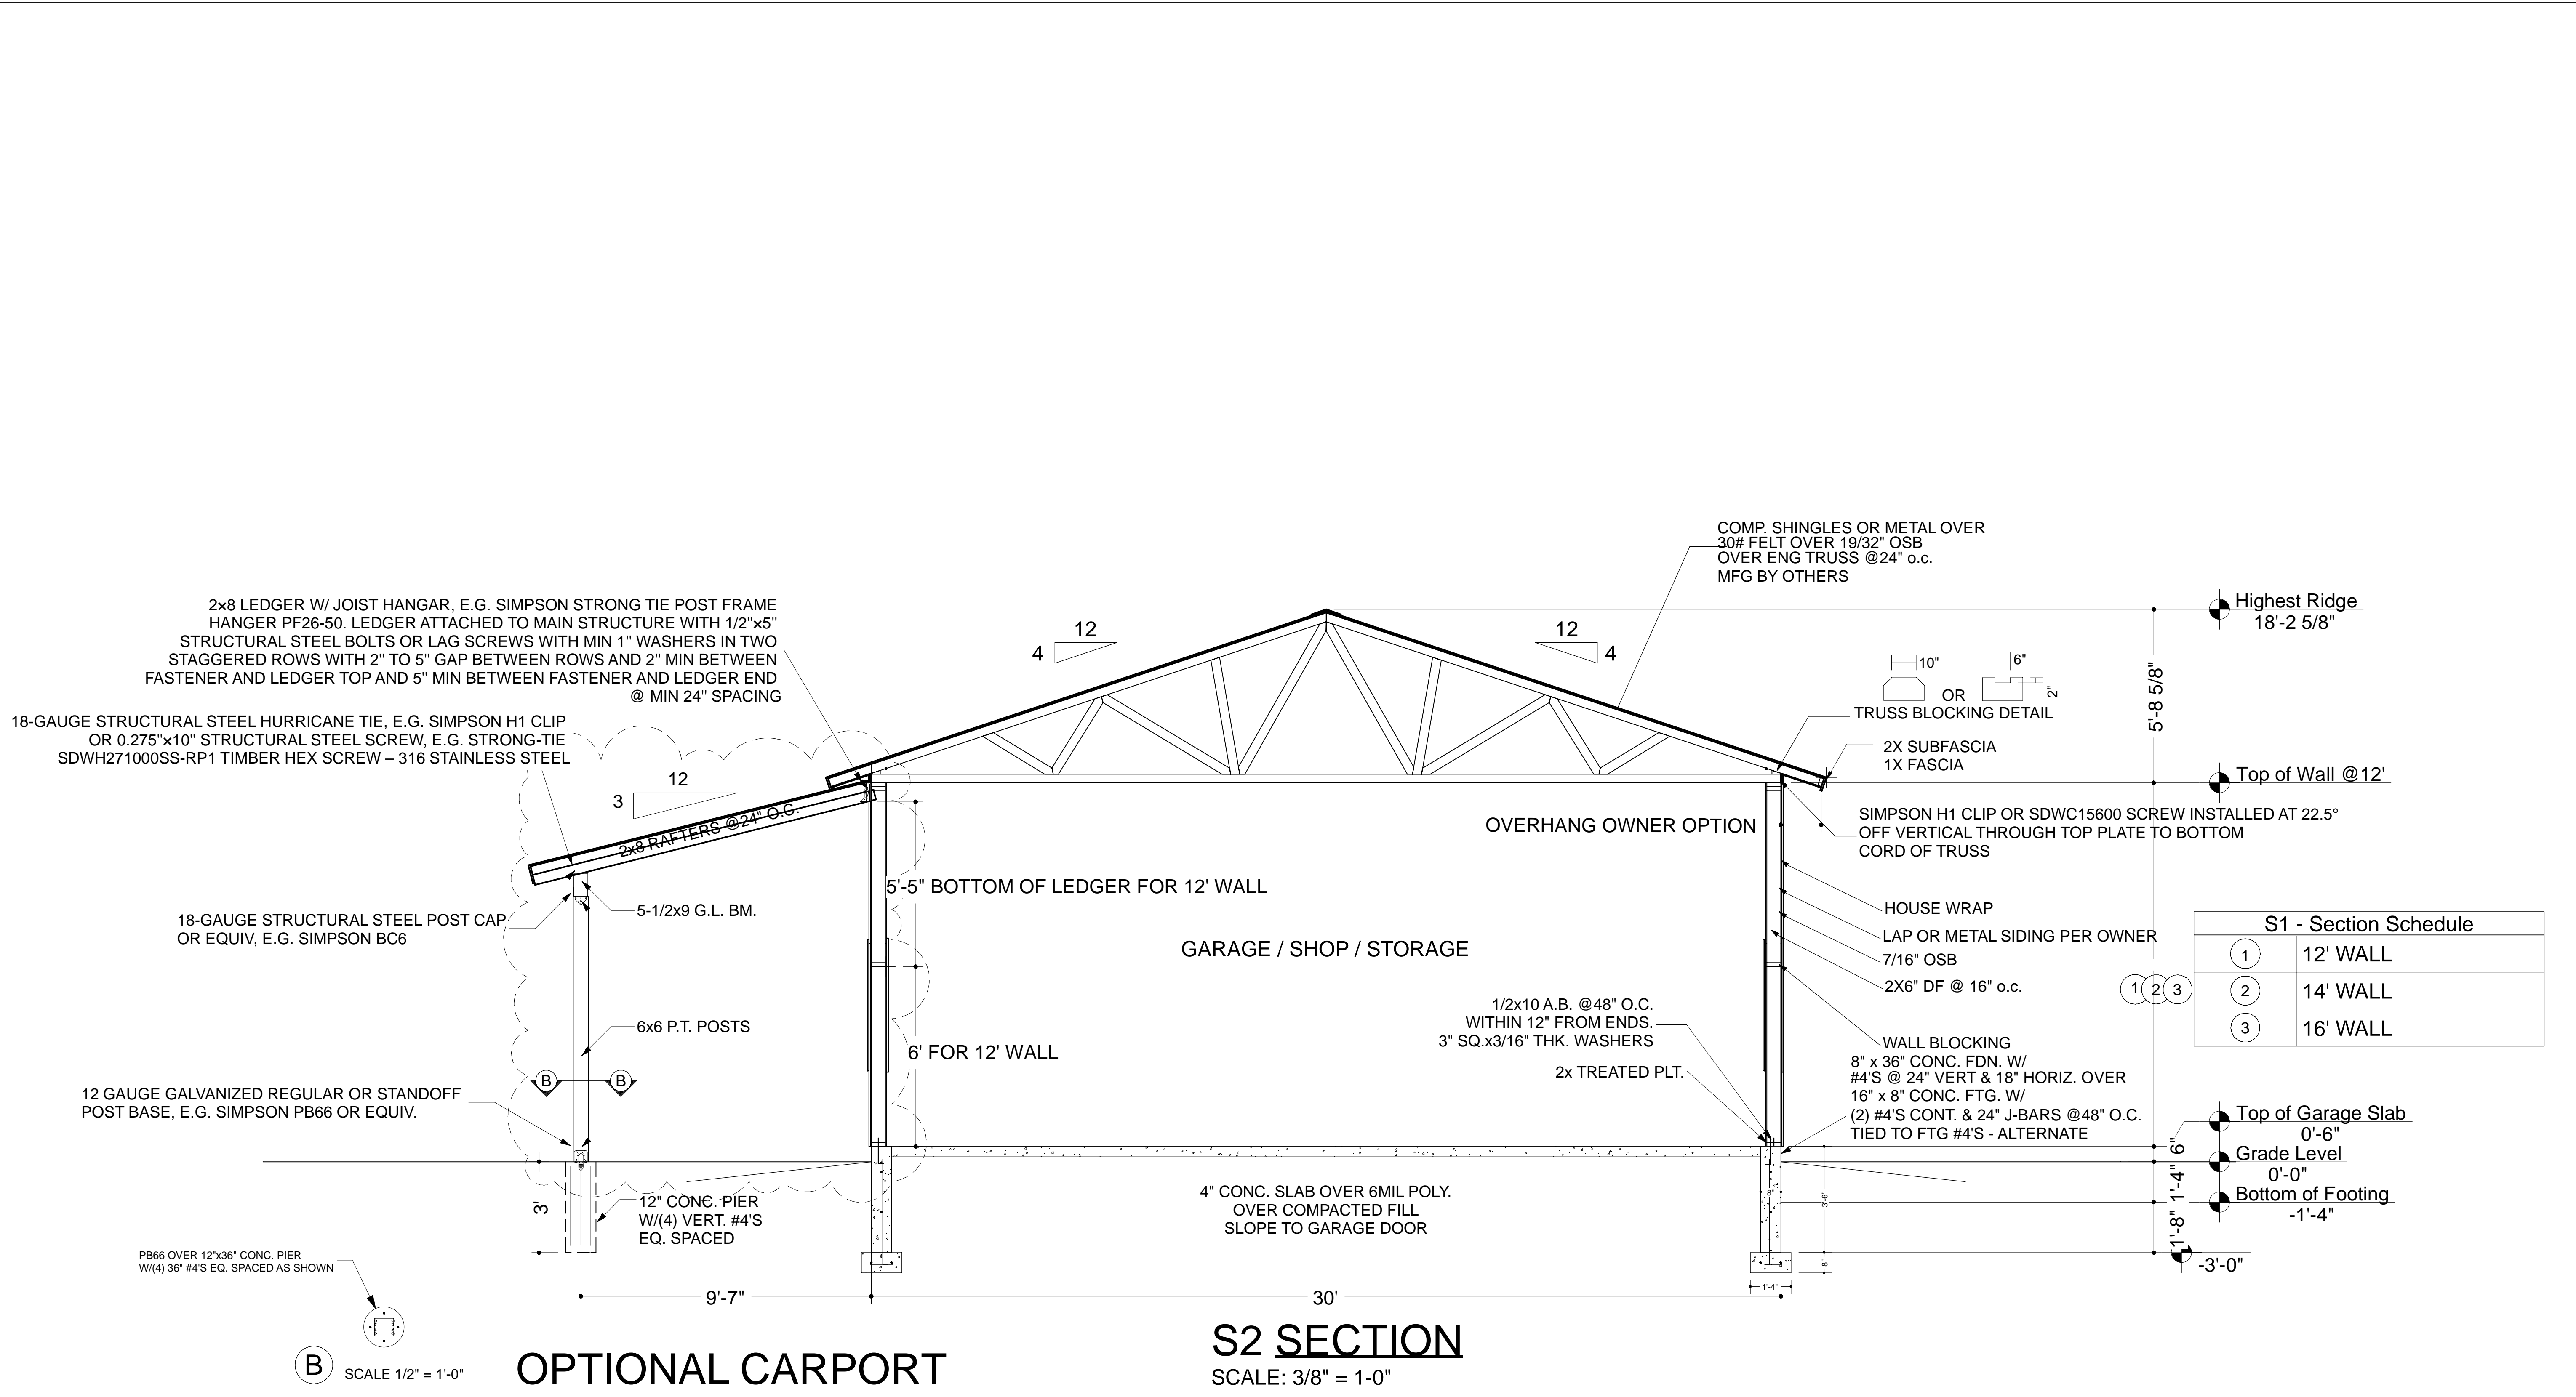 COMP. SHINGLES OR METAL OVER
30# FELT OVER 19/32" OSB
OVER ENG TRUSS @24" o.c.
MFG BY OTHERS
2×8 LEDGER W/ JOIST HANGAR, E.G. SIMPSON STRONG TIE POST FRAME
HANGER PF26-50. LEDGER ATTACHED TO MAIN STRUCTURE WITH 1/2"×5"
STRUCTURAL STEEL BOLTS OR LAG SCREWS WITH MIN 1" WASHERS IN TWO
STAGGERED ROWS WITH 2" TO 5" GAP BETWEEN ROWS AND 2" MIN BETWEEN
FASTENER AND LEDGER TOP AND 5" MIN BETWEEN FASTENER AND LEDGER END
@ MIN 24" SPACING
18-GAUGE STRUCTURAL STEEL HURRICANE TIE, E.G. SIMPSON H1 CLIP
OR 0.275"×10" STRUCTURAL STEEL SCREW, E.G. STRONG-TIE
SDWH271000SS-RP1 TIMBER HEX SCREW – 316 STAINLESS STEEL
12
4
12
4
Highest Ridge
18'-2 5/8"
10"
6"
OR
2"
TRUSS BLOCKING DETAIL
5'-8 5/8"
2X SUBFASCIA
1X FASCIA
Top of Wall @12'
12
3
2x8 RAFTERS @24" O.C.
OVERHANG OWNER OPTION
SIMPSON H1 CLIP OR SDWC15600 SCREW INSTALLED AT 22.5°
OFF VERTICAL THROUGH TOP PLATE TO BOTTOM
CORD OF TRUSS
5'-5" BOTTOM OF LEDGER FOR 12' WALL
18-GAUGE STRUCTURAL STEEL POST CAP
OR EQUIV, E.G. SIMPSON BC6
5-1/2x9 G.L. BM.
HOUSE WRAP
LAP OR METAL SIDING PER OWNER
7/16" OSB
2X6" DF @ 16" o.c.
GARAGE / SHOP / STORAGE
S1 - Section Schedule
1 12' WALL
2 14' WALL
3 16' WALL
1 2 3
1/2x10 A.B. @48" O.C.
WITHIN 12" FROM ENDS.
3" SQ.x3/16" THK. WASHERS
2x TREATED PLT.
6x6 P.T. POSTS
6' FOR 12' WALL
WALL BLOCKING
8" x 36" CONC. FDN. W/
#4'S @ 24" VERT & 18" HORIZ. OVER
16" x 8" CONC. FTG. W/
(2) #4'S CONT. & 24" J-BARS @48" O.C.
TIED TO FTG #4'S - ALTERNATE
B
B
12 GAUGE GALVANIZED REGULAR OR STANDOFF
POST BASE, E.G. SIMPSON PB66 OR EQUIV.
Top of Garage Slab
0'-6"
Grade Level
0'-0"
Bottom of Footing
-1'-4"
-3'-0"
6"
1'-4"
1'-8"
3'
12" CONC. PIER
W/(4) VERT. #4'S
EQ. SPACED
4" CONC. SLAB OVER 6MIL POLY.
OVER COMPACTED FILL
SLOPE TO GARAGE DOOR
8"
3'-6"
8"
1'-4"
PB66 OVER 12"x36" CONC. PIER
W/(4) 36" #4'S EQ. SPACED AS SHOWN
9'-7"
30'
B
SCALE 1/2" = 1'-0"
OPTIONAL CARPORT
S2 SECTION
SCALE: 3/8" = 1-0"